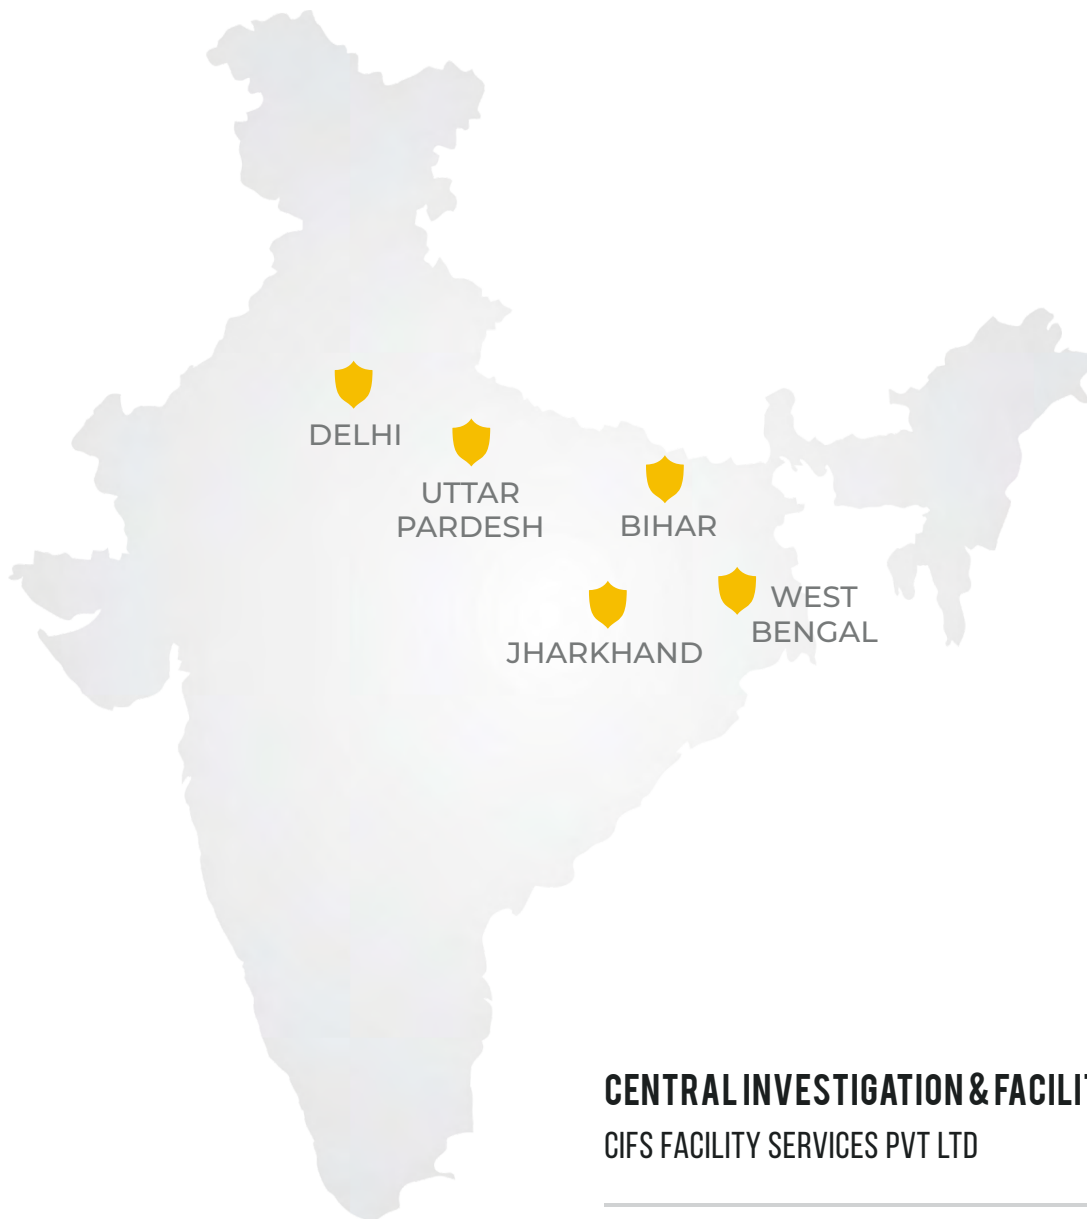 DELHI
UTTAR
PARDESH
BIHAR
WEST
BENGAL
JHARKHAND
CENTRAL INVESTIGATION & FACILI
CIFS FACILITY SERVICES PVT LTD